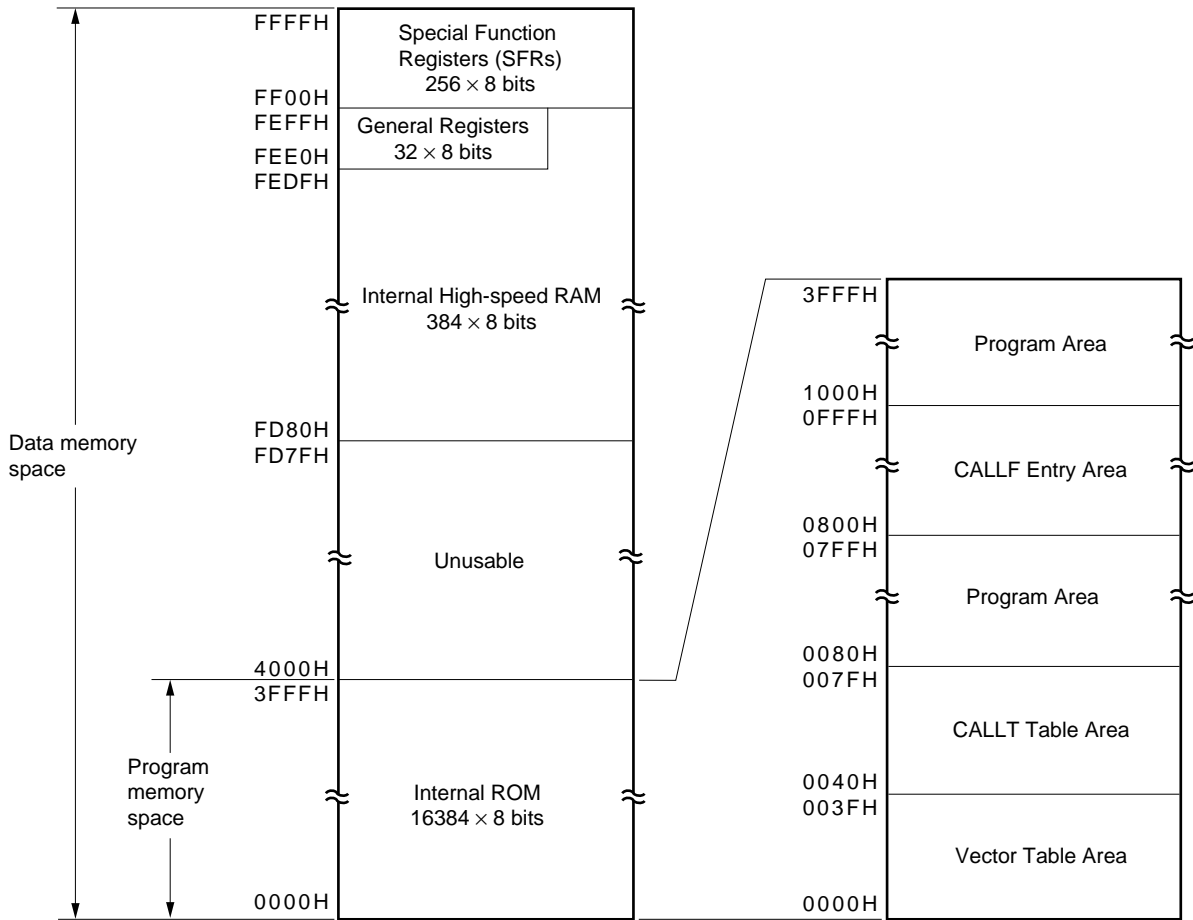 FFFFH
Special Function
Registers (SFRs)
256 × 8 bits
FF00H
FEFFH
General Registers
32 × 8 bits
FEE0H
FEDFH
Internal High-speed RAM
384 × 8 bits
FD80H
FD7FH
Data memory
space
Unusable
4000H
3FFFH
Program
memory
space
Internal ROM
16384 × 8 bits
0000H
3FFFH
Program Area
1000H
0FFFH
CALLF Entry Area
0800H
07FFH
Program Area
0080H
007FH
CALLT Table Area
0040H
003FH
Vector Table Area
0000H